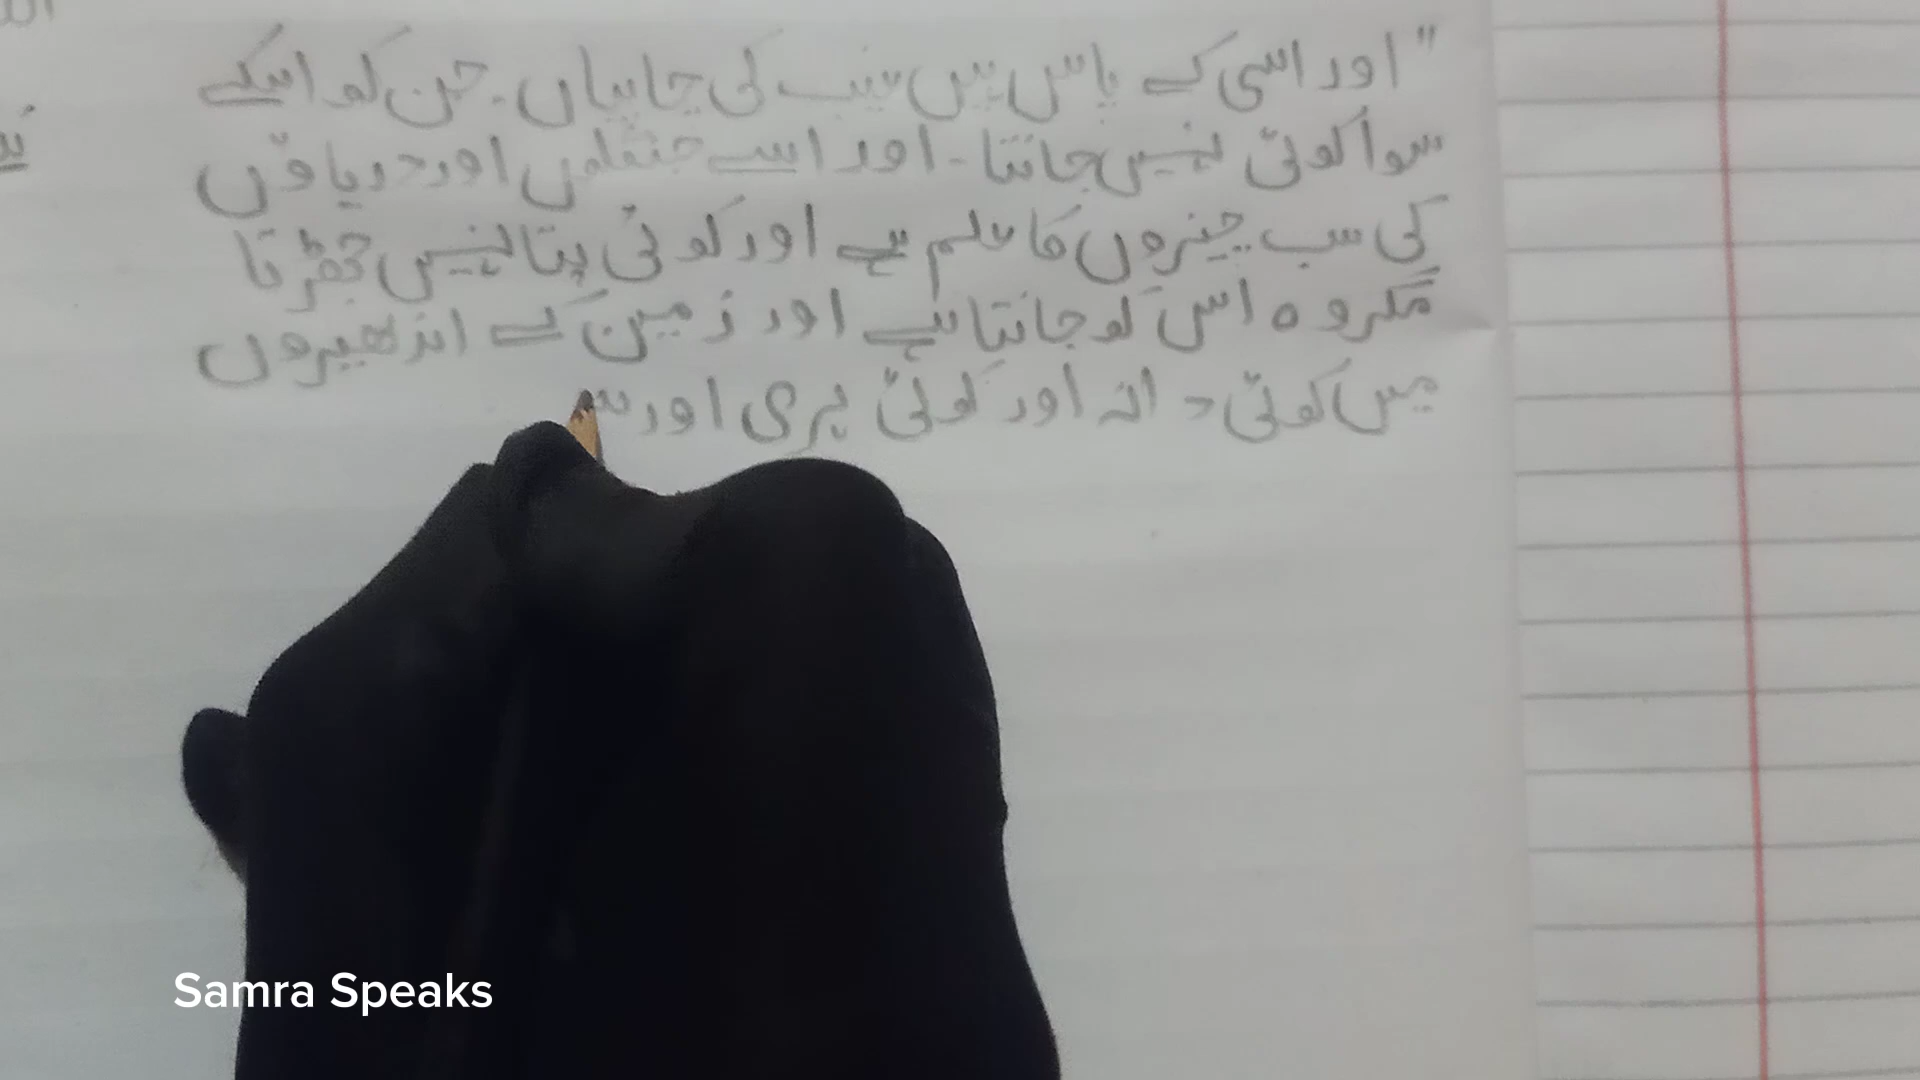 "اور اسی کے پاس ہیں غیب کی چابیاں۔ جن کو اسکے
سوا کوئی نہیں جانتا۔ اور اسے جنگلوں اور دریاؤں
کی سب چیزوں کا علم ہے اور کوئی پتا نہیں جھڑتا
مگر وہ اس کو جانتا ہے اور زمین کے اندھیروں
میں کوئی دانہ اور کوئی ہری اور
Samra Speaks